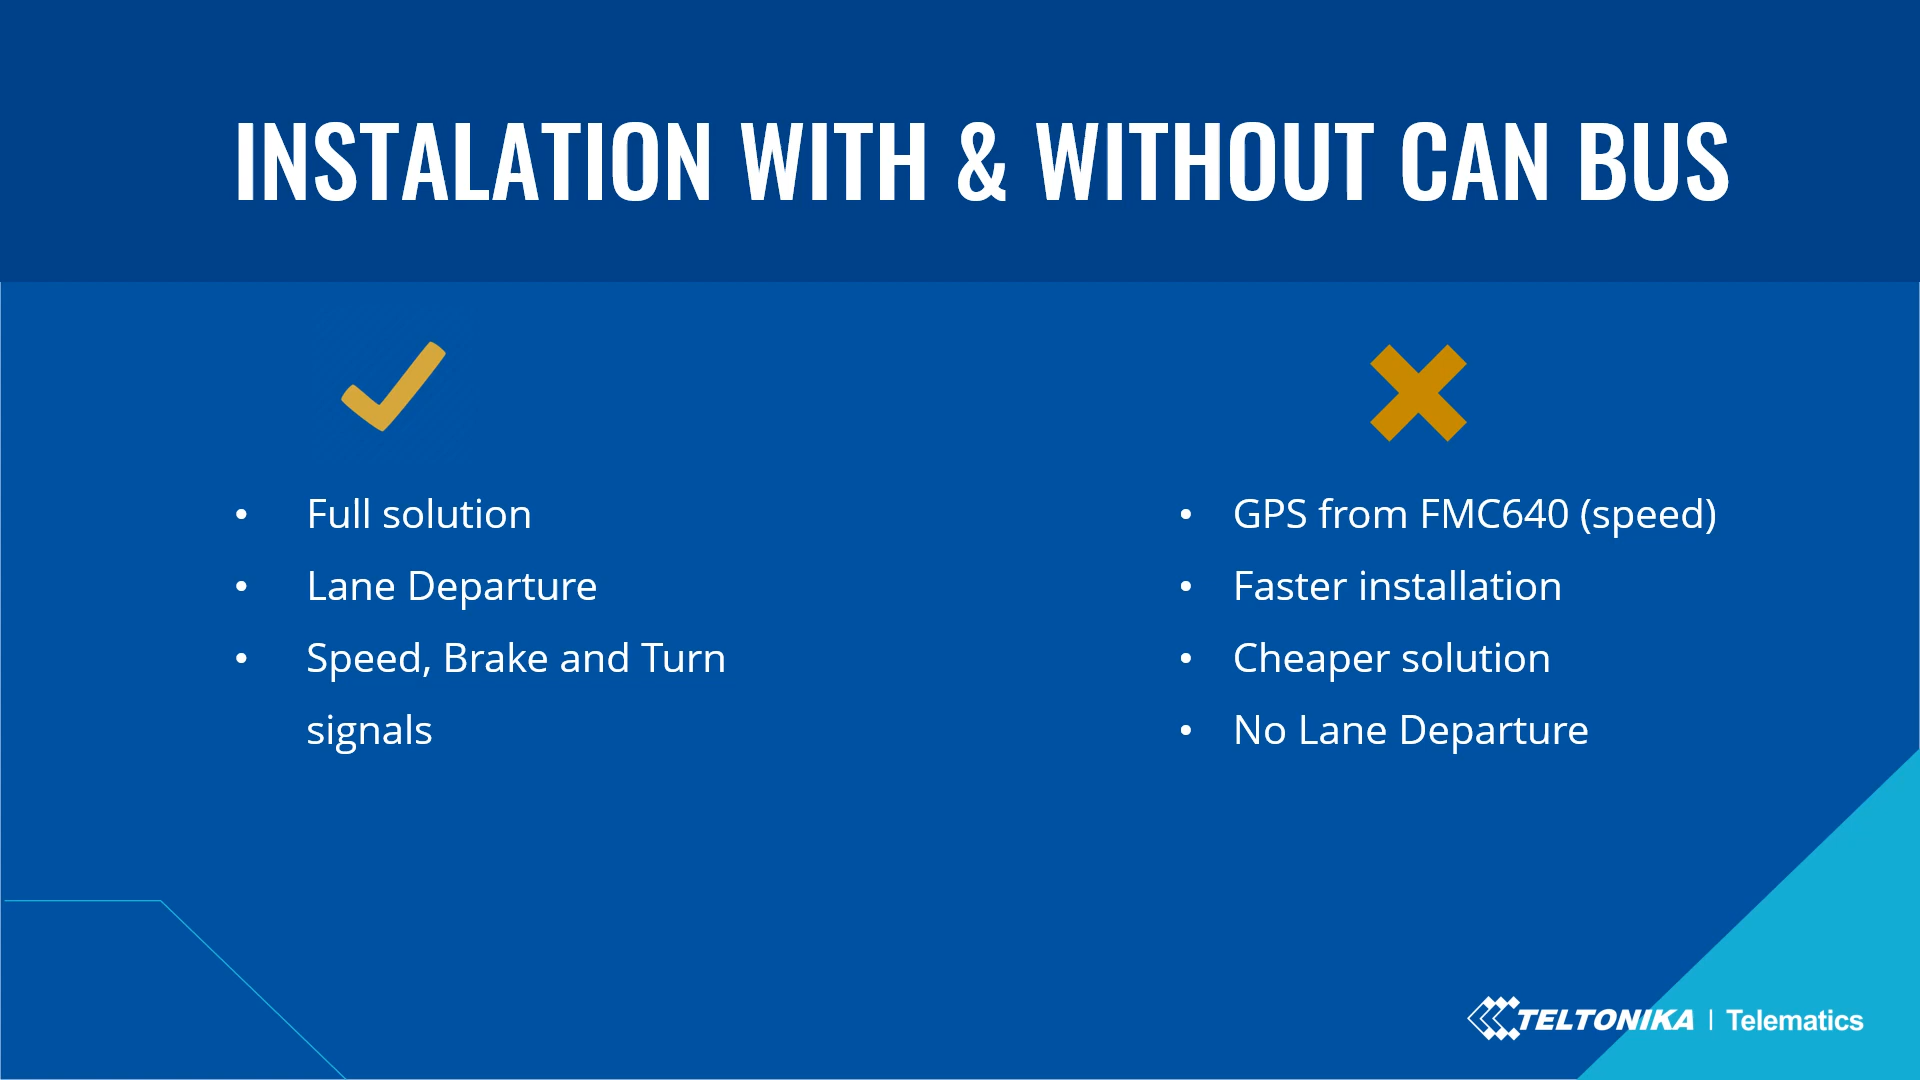 INSTALATION WITH & WITHOUT CAN BUS
• Full solution
• Lane Departure
• Speed, Brake and Turn
signals
• GPS from FMC640 (speed)
• Faster installation
• Cheaper solution
• No Lane Departure
TELTONIKA | Telematics